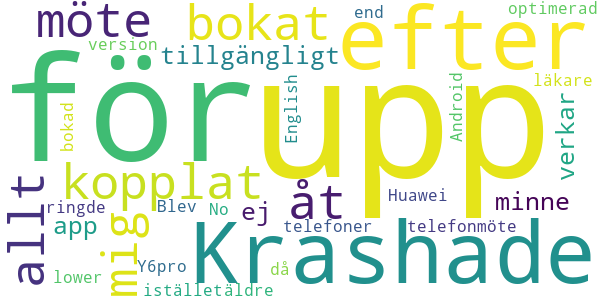 möte
bokat
end
efter
optimerad
version
tillgängligt
för
upp
English
Android
läkare
bokad
verkar
allt
kopplat
mig
åt
ej
Huawei
minne
ringde
Blev
No
app
Krashade
telefoner
telefonmöte
lower
Y6pro
då
iställetäldre